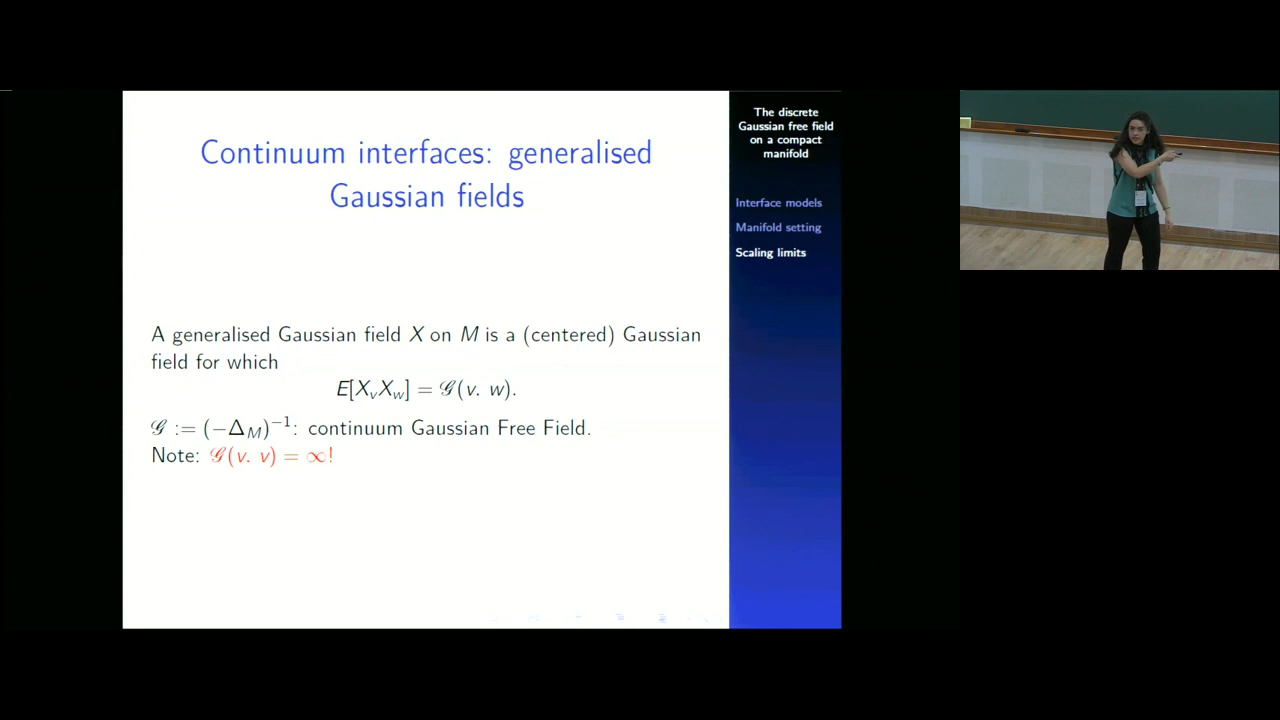 Continuum interfaces: generalised
Gaussian fields
A generalised Gaussian field X on M is a (centered) Gaussian
field for which
E[X_v X_w] = 𝒢(v. w).
𝒢 := (−Δ_M)^−1: continuum Gaussian Free Field.
Note: 𝒢(v. v) = ∞!
The discrete
Gaussian free field
on a compact
manifold
Interface models
Manifold setting
Scaling limits